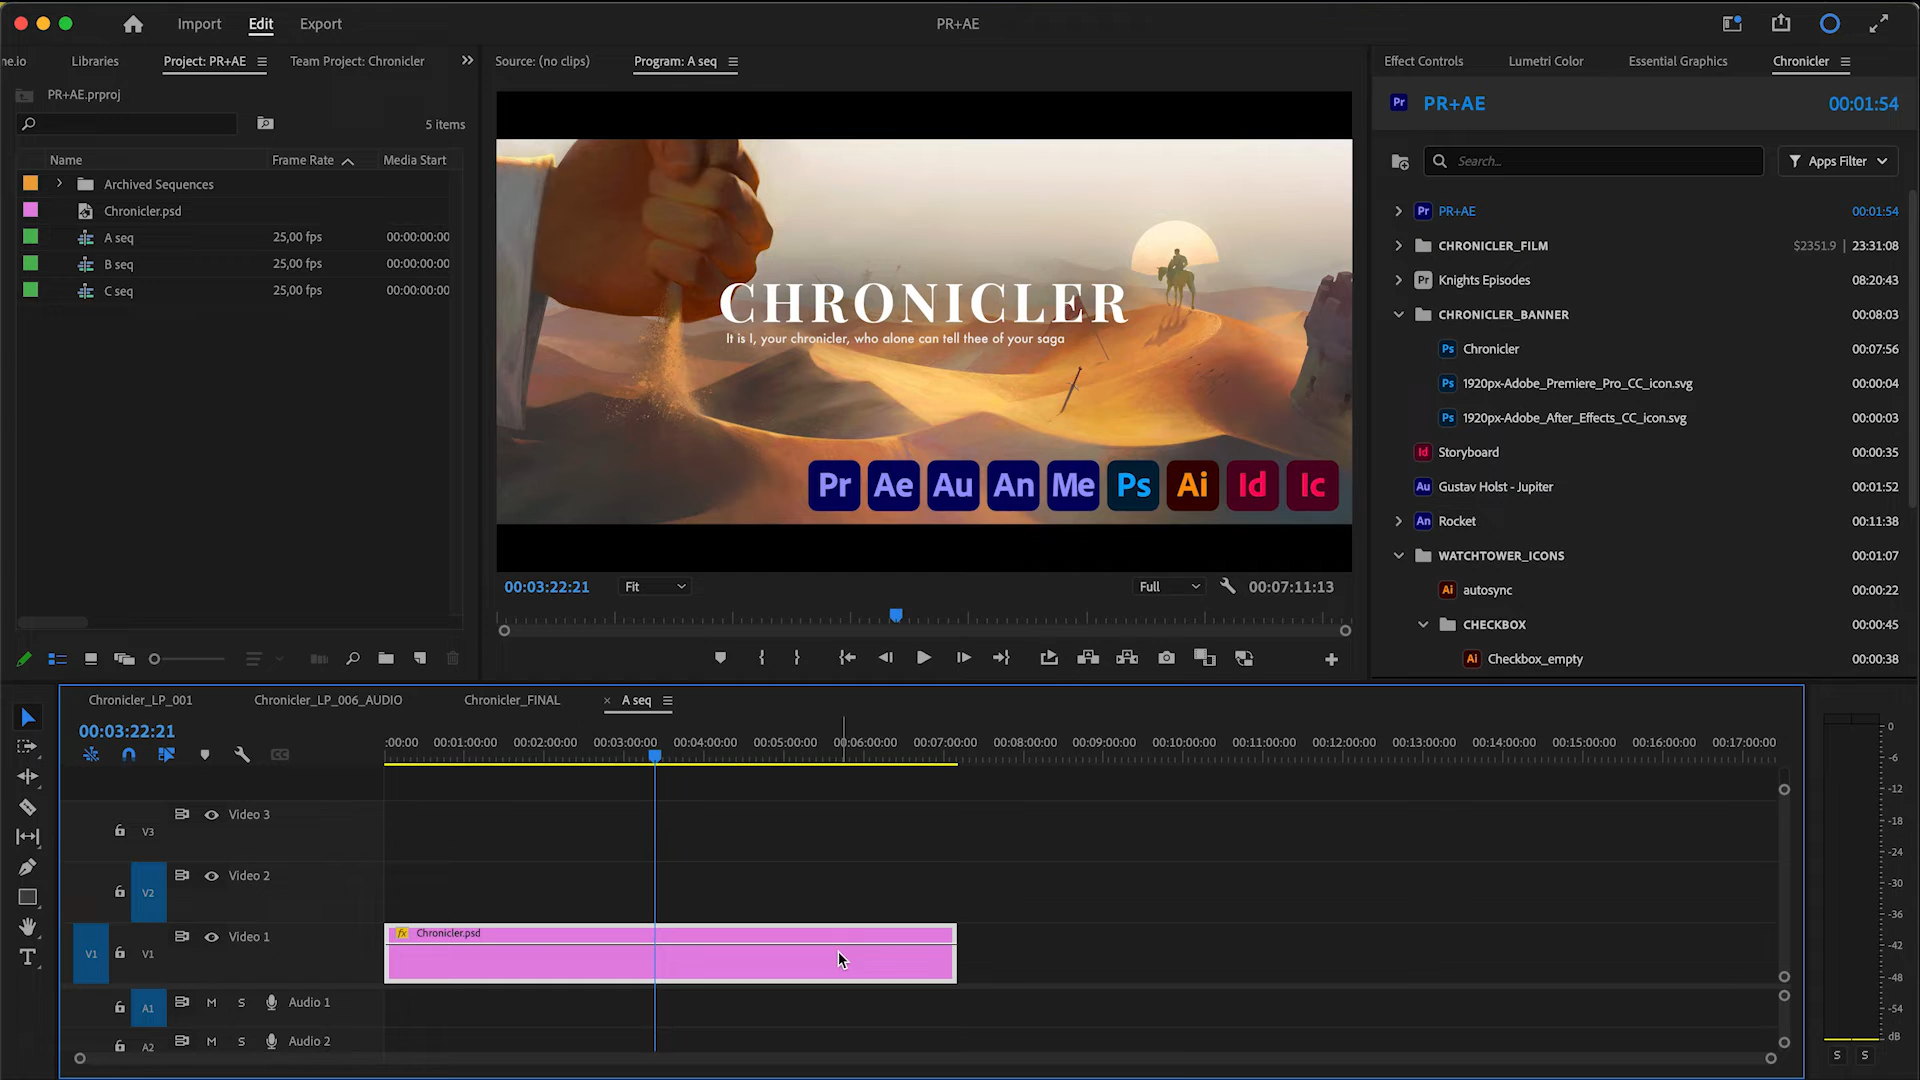 Import
Edit
Export
PR+AE
ne.io
Libraries
Project: PR+AE
Team Project: Chronicler
PR+AE.prproj
5 items
Name
Frame Rate
Media Start
Archived Sequences
Chronicler.psd
A seq 25,00 fps 00:00:00:00
B seq 25,00 fps 00:00:00:00
C seq 25,00 fps 00:00:00:00
Source: (no clips)
Program: A seq
CHRONICLER
It is I, your chronicler, who alone can tell thee of your saga
Pr Ae Au An Me Ps Ai Id Ic
00:03:22:21
Fit
Full
00:07:11:13
Effect Controls
Lumetri Color
Essential Graphics
Chronicler
Pr PR+AE 00:01:54
Search...
Apps Filter
Pr PR+AE 00:01:54
CHRONICLER_FILM $2351.9 | 23:31:08
Pr Knights Episodes 08:20:43
CHRONICLER_BANNER 00:08:03
Ps Chronicler 00:07:56
Ps 1920px-Adobe_Premiere_Pro_CC_icon.svg 00:00:04
Ps 1920px-Adobe_After_Effects_CC_icon.svg 00:00:03
Id Storyboard 00:00:35
Au Gustav Holst - Jupiter 00:01:52
An Rocket 00:11:38
WATCHTOWER_ICONS 00:01:07
Ai autosync 00:00:22
CHECKBOX 00:00:45
Ai Checkbox_empty 00:00:38
Chronicler_LP_001
Chronicler_LP_006_AUDIO
Chronicler_FINAL
× A seq
00:03:22:21
CC
:00:00 00:01:00:00 00:02:00:00 00:03:00:00 00:04:00:00 00:05:00:00 00:06:00:00 00:07:00:00 00:08:00:00 00:09:00:00 00:10:00:00 00:11:00:00 00:12:00:00 00:13:00:00 00:14:00:00 00:15:00:00 00:16:00:00 00:17:00:00
V3 Video 3
V2 Video 2
V1 V1 Video 1
fx Chronicler.psd
A1 M S Audio 1
A2 M S Audio 2
T
0
-6
-12
-18
-24
-30
-36
-42
-48
-54
dB
S S